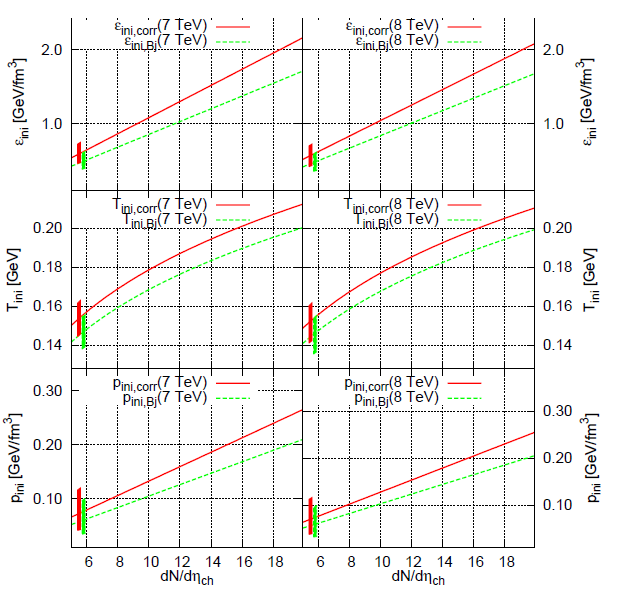 ε_ini,corr(7 TeV)
ε_ini,Bj(7 TeV)
ε_ini,corr(8 TeV)
ε_ini,Bj(8 TeV)
2.0
1.0
ε_ini [GeV/fm³]
2.0
1.0
ε_ini [GeV/fm³]
T_ini,corr(7 TeV)
T_ini,Bj(7 TeV)
T_ini,corr(8 TeV)
T_ini,Bj(8 TeV)
0.20
0.18
0.16
0.14
T_ini [GeV]
0.20
0.18
0.16
0.14
T_ini [GeV]
p_ini,corr(7 TeV)
p_ini,Bj(7 TeV)
p_ini,corr(8 TeV)
p_ini,Bj(8 TeV)
0.30
0.20
0.10
p_ini [GeV/fm³]
0.30
0.20
0.10
p_ini [GeV/fm³]
6 8 10 12 14 16 18
6 8 10 12 14 16 18
dN/dη_ch
dN/dη_ch